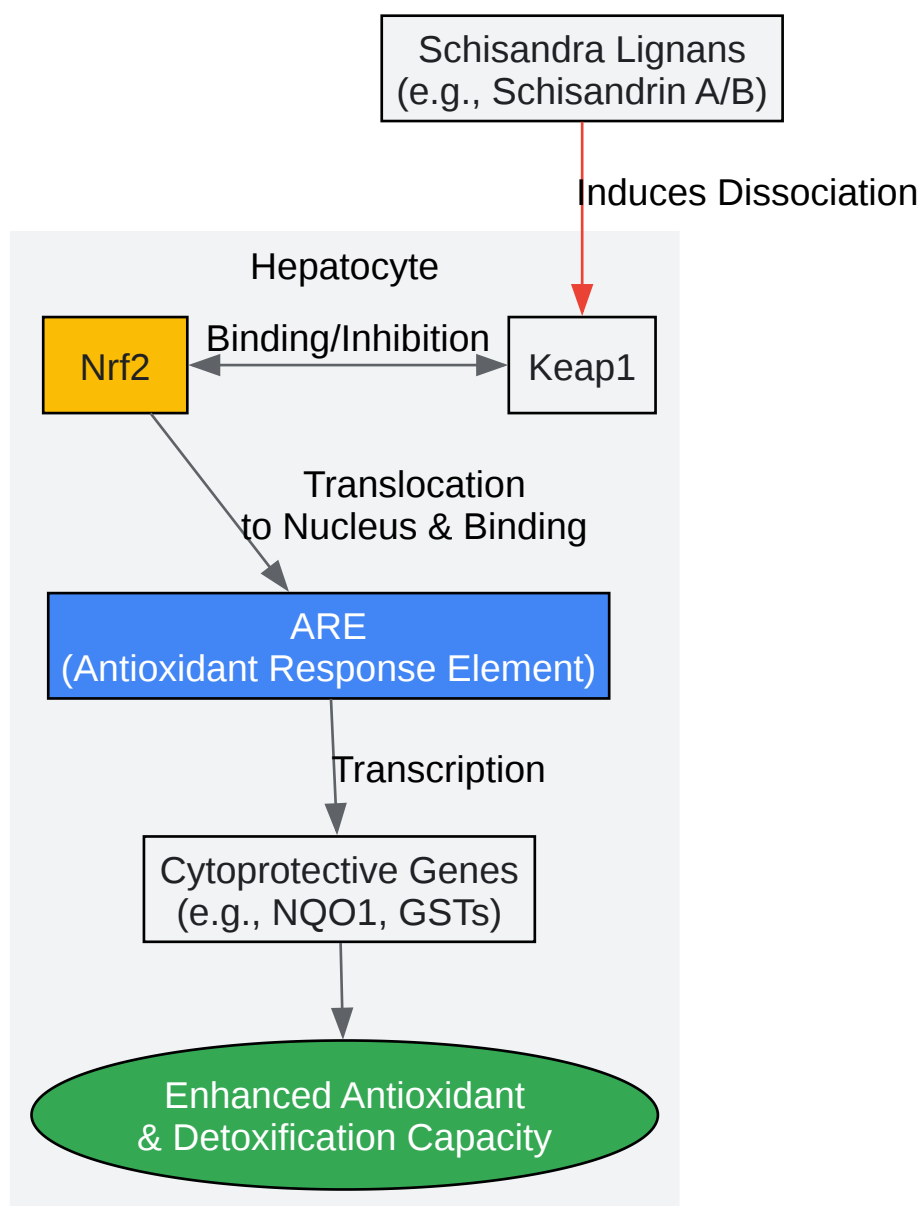 Schisandra Lignans
(e.g., Schisandrin A/B)
Induces Dissociation
Hepatocyte
Binding/Inhibition
Nrf2
Keap1
Translocation
to Nucleus & Binding
ARE
(Antioxidant Response Element)
Transcription
Cytoprotective Genes
(e.g., NQO1, GSTs)
Enhanced Antioxidant
& Detoxification Capacity